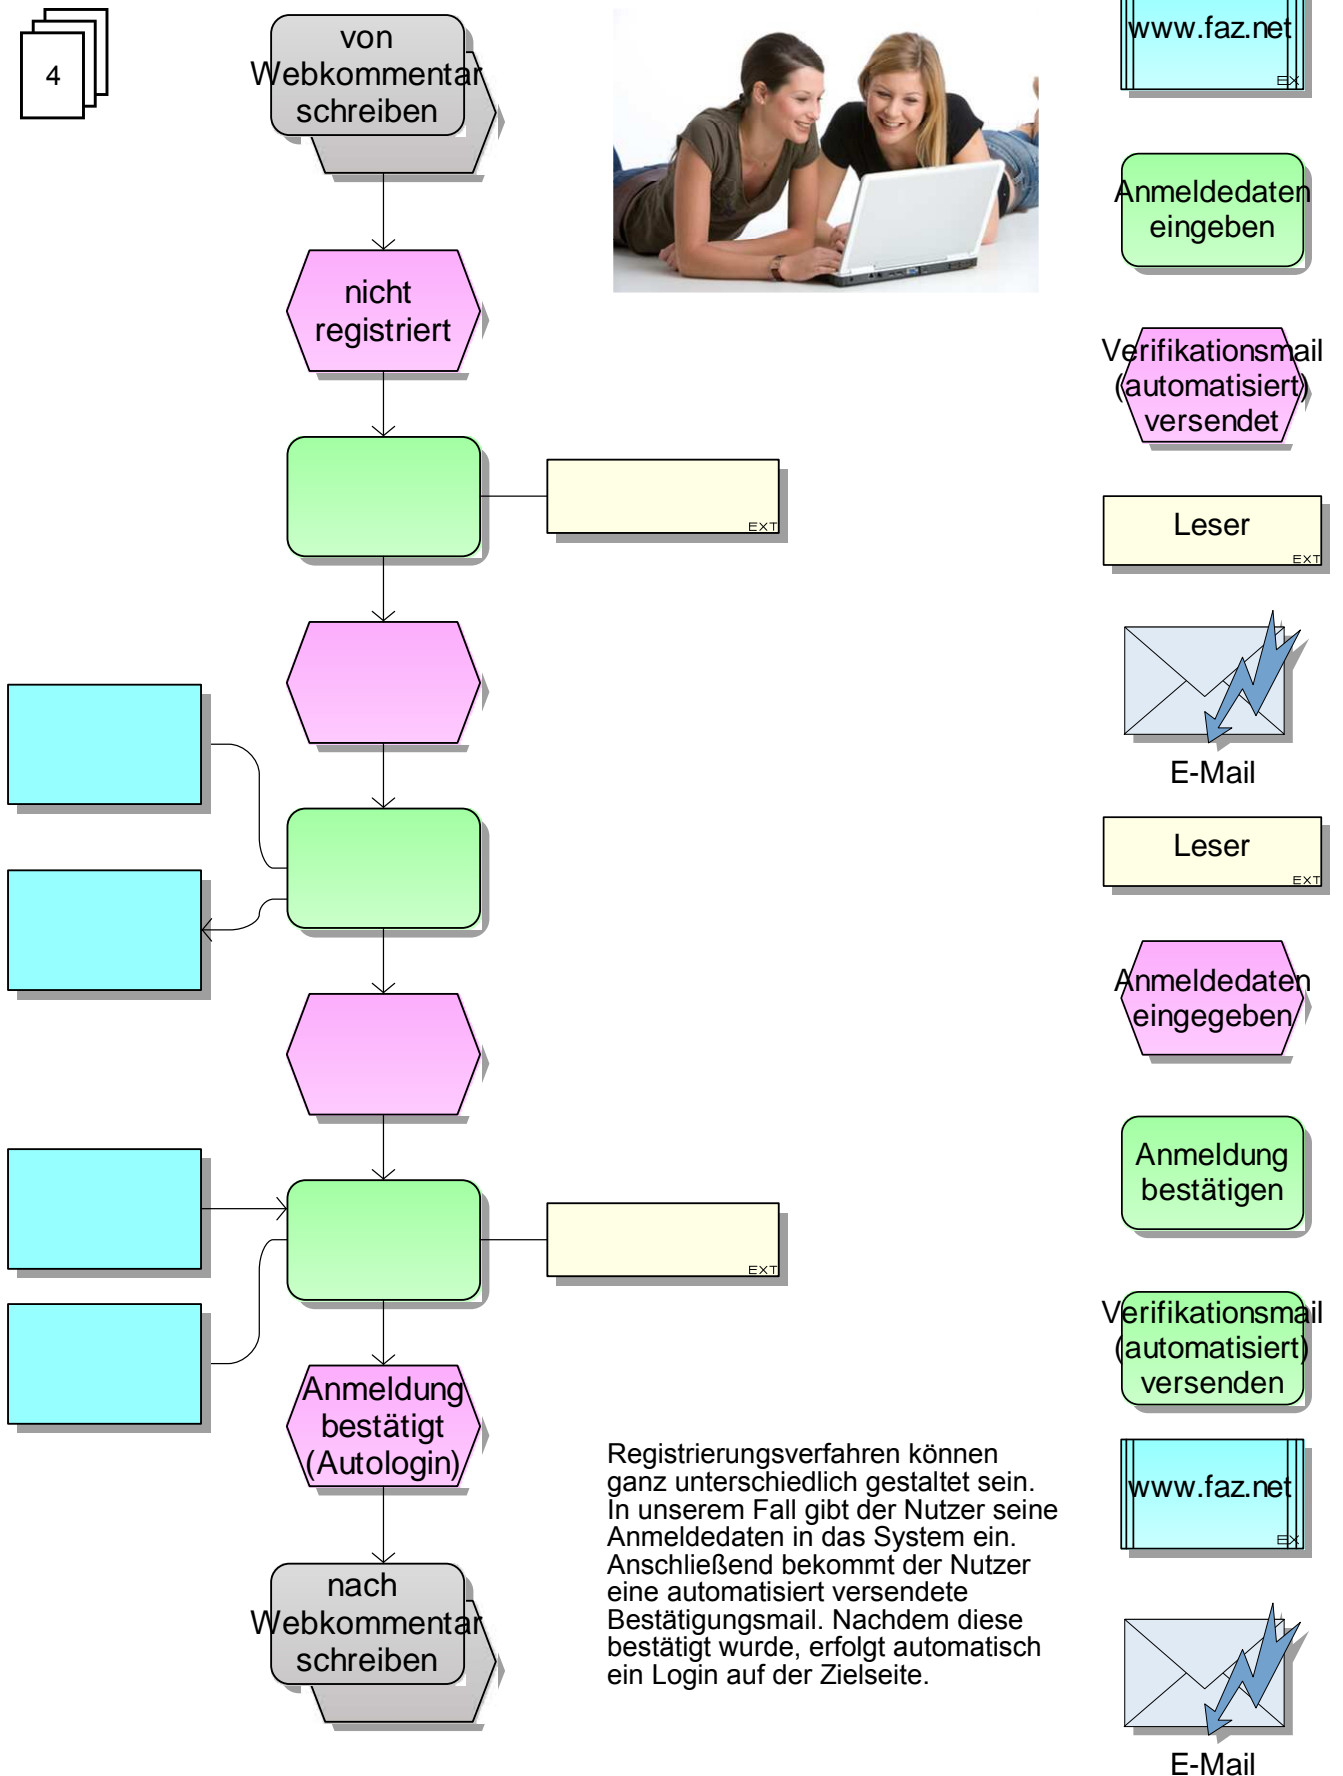 4
von
Webkommentar
schreiben
nicht
registriert
EXT
EXT
Anmeldung
bestätigt
(Autologin)
nach
Webkommentar
schreiben
Registrierungsverfahren können
ganz unterschiedlich gestaltet sein.
In unserem Fall gibt der Nutzer seine
Anmeldedaten in das System ein.
Anschließend bekommt der Nutzer
eine automatisiert versendete
Bestätigungsmail. Nachdem diese
bestätigt wurde, erfolgt automatisch
ein Login auf der Zielseite.
www.faz.net
EX
Anmeldedaten
eingeben
Verifikationsmail
(automatisiert)
versendet
Leser
EXT
E-Mail
Leser
EXT
Anmeldedaten
eingegeben
Anmeldung
bestätigen
Verifikationsmail
(automatisiert)
versenden
www.faz.net
EX
E-Mail